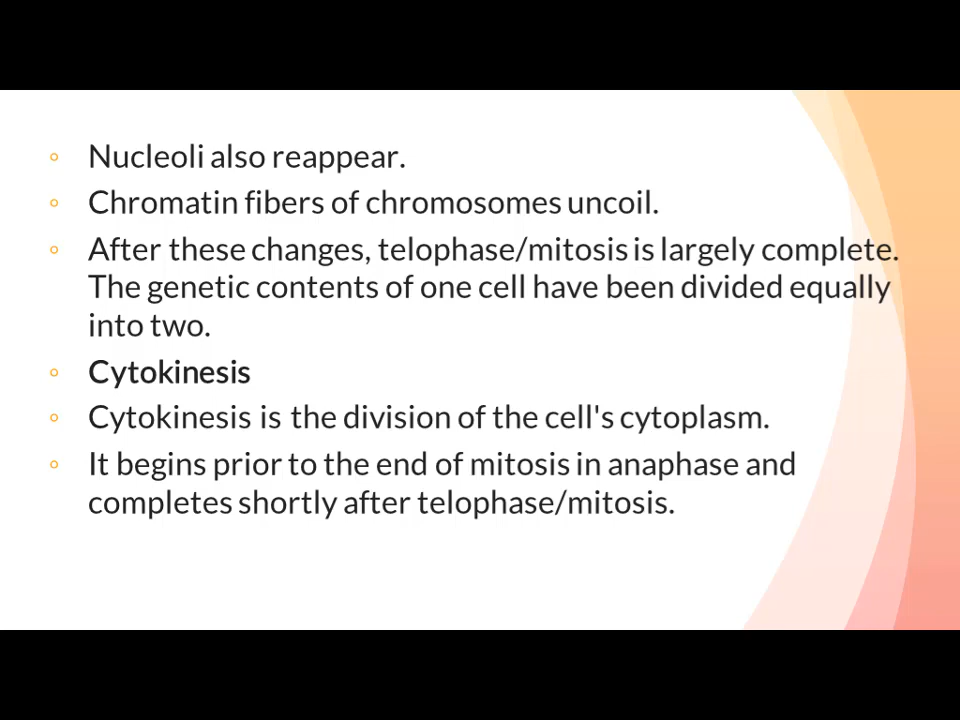 ◦ Nucleoli also reappear.
◦ Chromatin fibers of chromosomes uncoil.
◦ After these changes, telophase/mitosis is largely complete.
The genetic contents of one cell have been divided equally
into two.
◦ Cytokinesis
◦ Cytokinesis is the division of the cell's cytoplasm.
◦ It begins prior to the end of mitosis in anaphase and
completes shortly after telophase/mitosis.